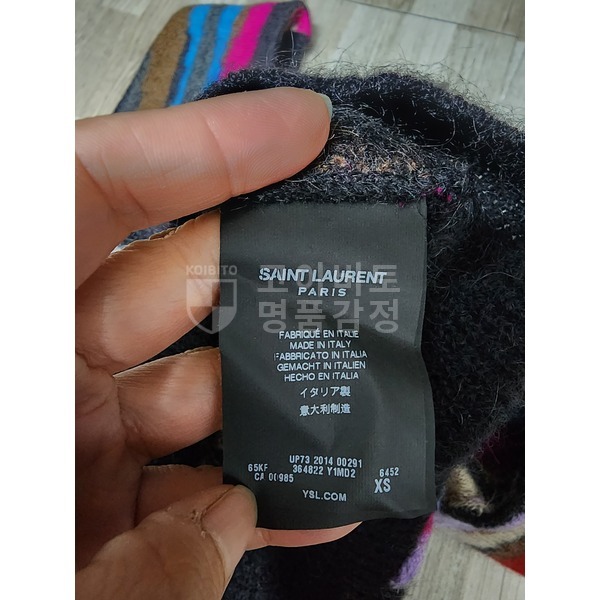 KOIBITO
코이비토
명품감정
SAINT LAURENT
PARIS
FABRIQUÉ EN ITALIE
MADE IN ITALY
FABBRICATO IN ITALIA
GEMACHT IN ITALIEN
HECHO EN ITALIA
イタリア製
意大利制造
UP73 2014 00291
65KF 364822 Y1MD2 6452
CA 00985 XS
YSL.COM